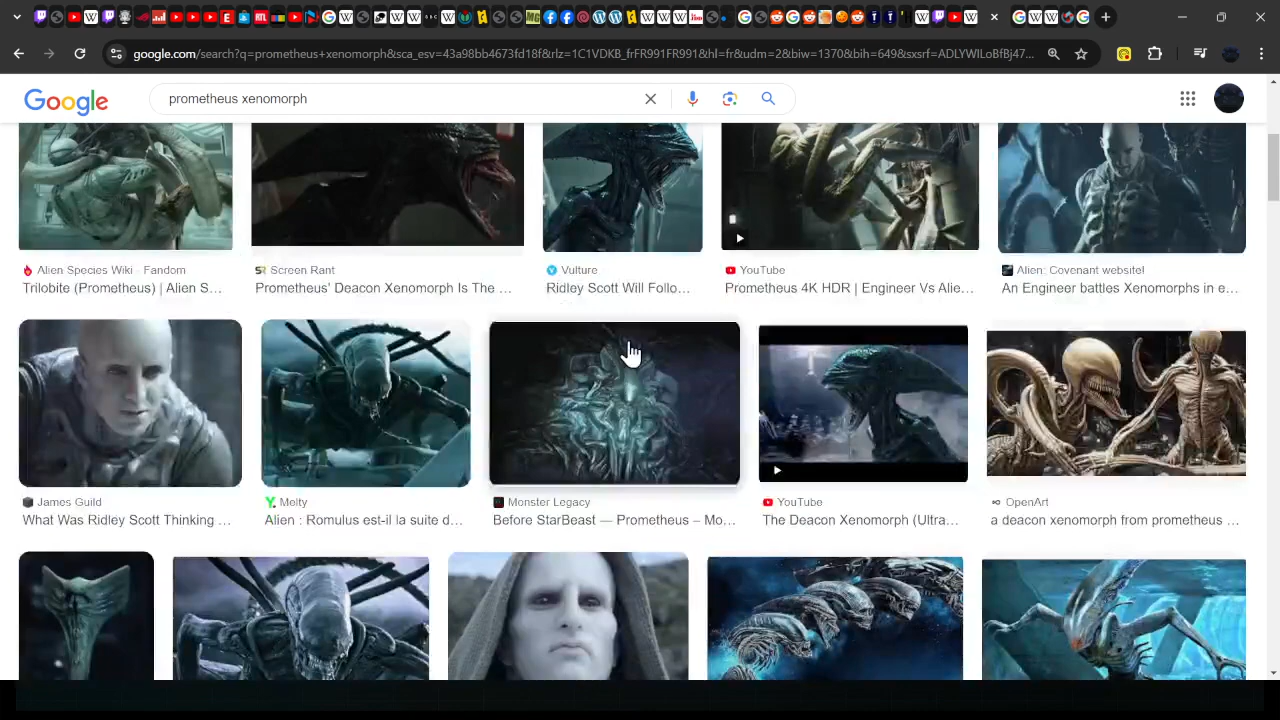 google.com/search?q=prometheus+xenomorph&sca_esv=43a98bb4673fd18f&rlz=1C1VDKB_frFR991FR991&hl=fr&udm=2&biw=1370&bih=649&sxsrf=ADLYWILoBfBj47...
Google
prometheus xenomorph
Alien Species Wiki - Fandom
Trilobite (Prometheus) | Alien S...
Screen Rant
Prometheus' Deacon Xenomorph Is The ...
Vulture
Ridley Scott Will Follo...
YouTube
Prometheus 4K HDR | Engineer Vs Alie...
Alien: Covenant website!
An Engineer battles Xenomorphs in e...
James Guild
What Was Ridley Scott Thinking ...
Melty
Alien : Romulus est-il la suite d...
Monster Legacy
Before StarBeast — Prometheus – Mo...
YouTube
The Deacon Xenomorph (Ultra...
OpenArt
a deacon xenomorph from prometheus ...